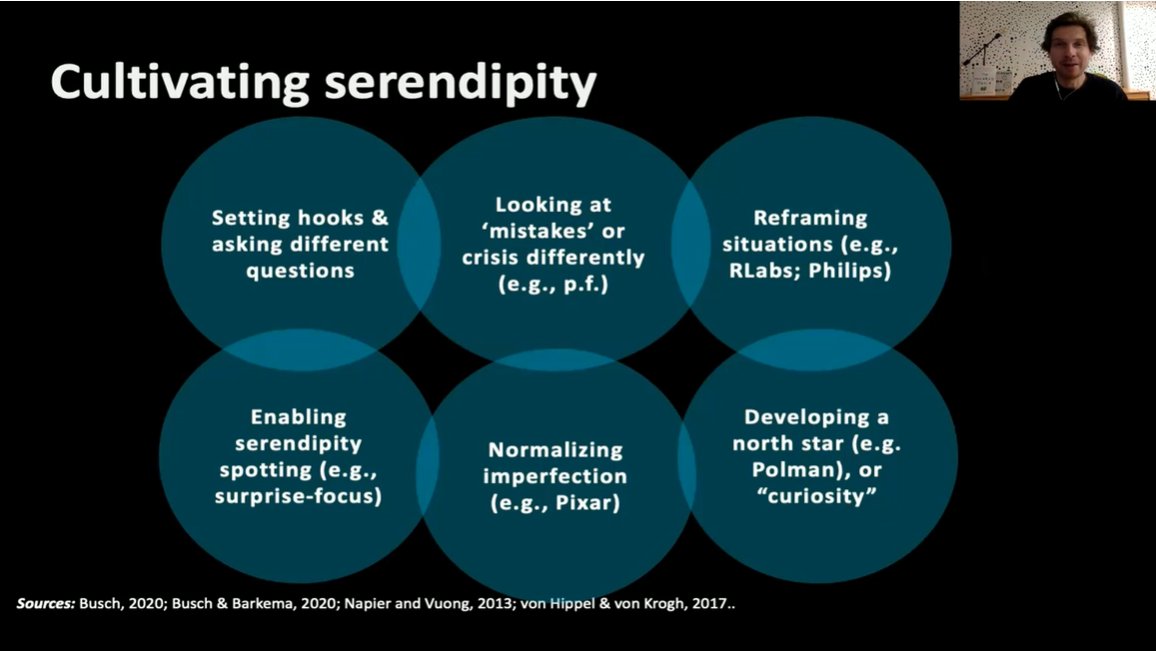 Cultivating serendipity
Setting hooks &
asking different
questions
Looking at
‘mistakes’ or
crisis differently
(e.g., p.f.)
Reframing
situations (e.g.,
RLabs; Philips)
Enabling
serendipity
spotting (e.g.,
surprise-focus)
Normalizing
imperfection
(e.g., Pixar)
Developing a
north star (e.g.
Polman), or
“curiosity”
Sources: Busch, 2020; Busch & Barkema, 2020; Napier and Vuong, 2013; von Hippel & von Krogh, 2017..